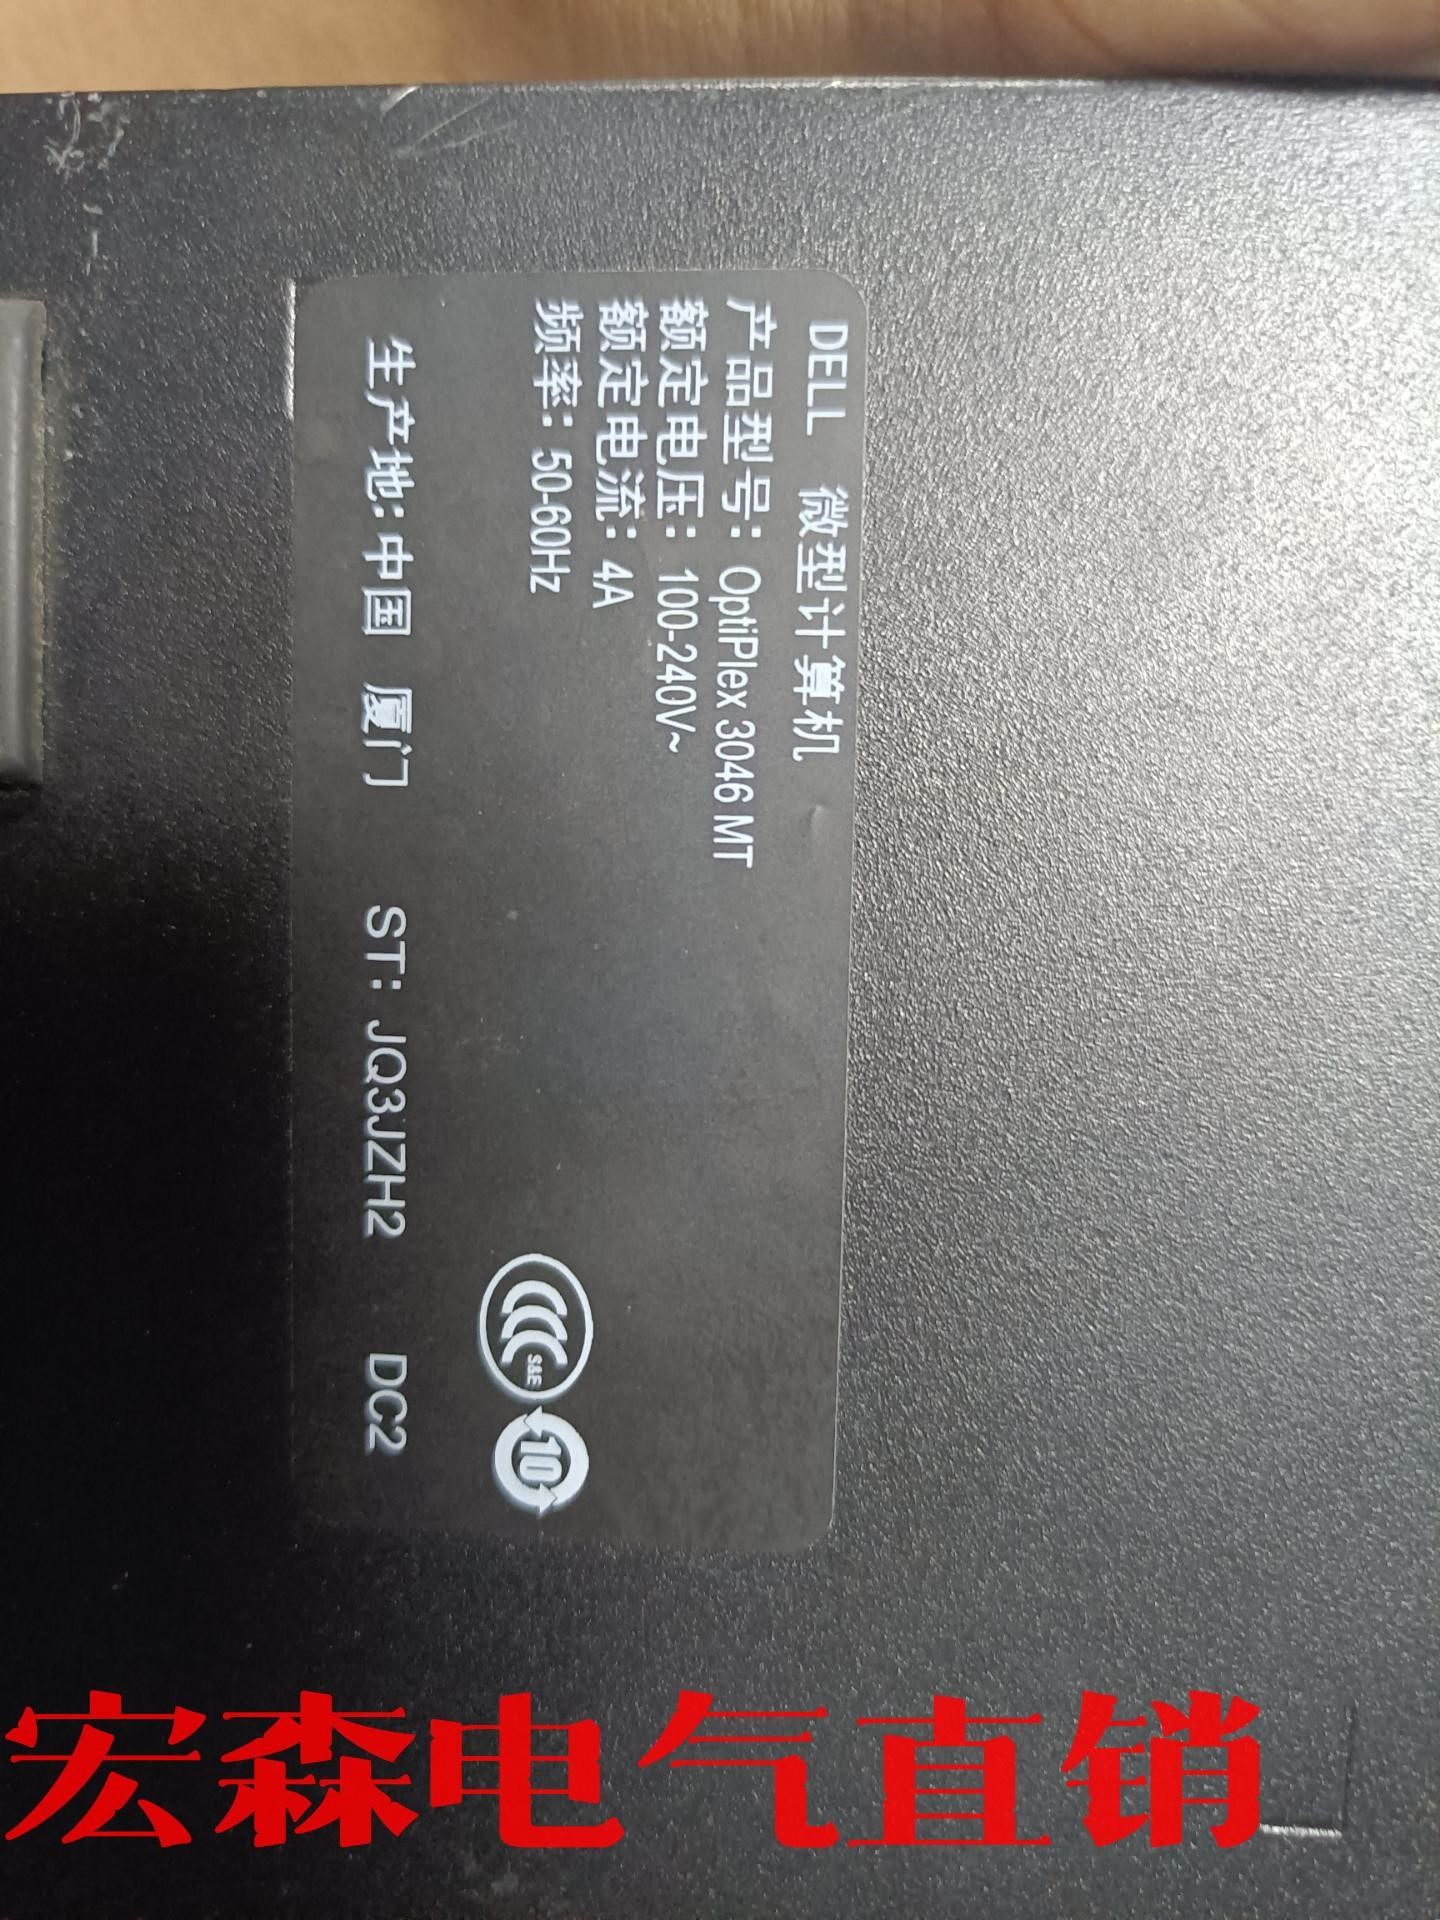 DELL 微型计算机
产品型号：OptiPlex 3046 MT
额定电压：100-240V~
额定电流：4A
频率：50-60Hz
CCC S&E
10
生产地：中国 厦门 ST：JQ3JZH2 DC2
宏森电气直销